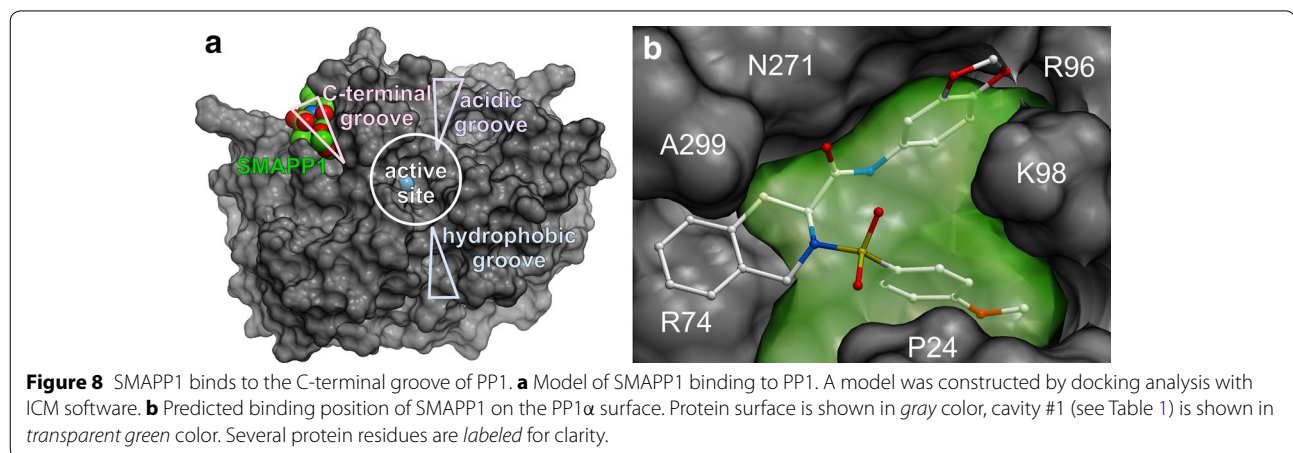 a
C-terminal
groove
acidic
groove
SMAPP1
active
site
hydrophobic
groove
b
N271
R96
A299
K98
R74
P24
Figure 8 SMAPP1 binds to the C-terminal groove of PP1. a Model of SMAPP1 binding to PP1. A model was constructed by docking analysis with
ICM software. b Predicted binding position of SMAPP1 on the PP1α surface. Protein surface is shown in gray color, cavity #1 (see Table 1) is shown in
transparent green color. Several protein residues are labeled for clarity.